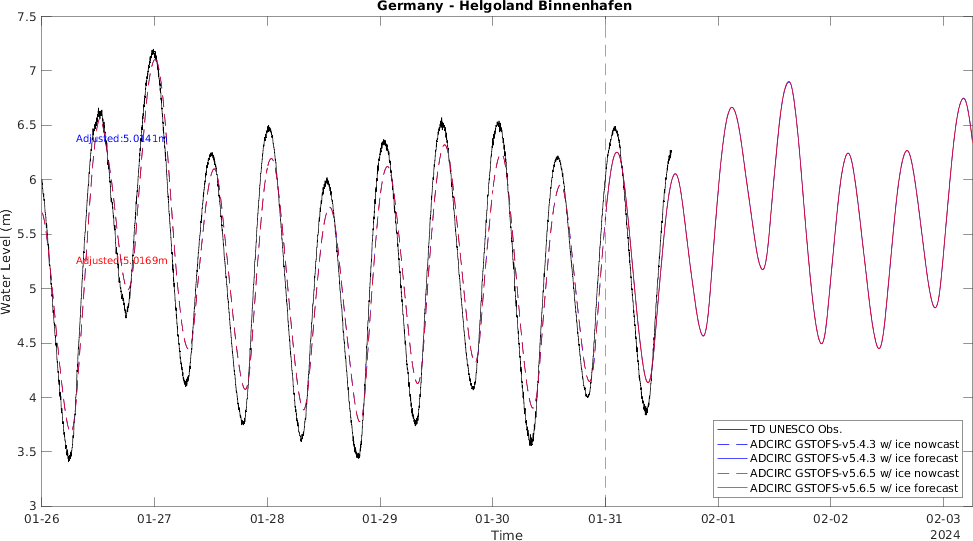 Germany - Helgoland Binnenhafen
7.5
7
6.5
6
5.5
5
4.5
4
3.5
3
Water Level (m)
Adjusted:5.0141m
Adjusted:5.0169m
TD UNESCO Obs.
ADCIRC GSTOFS-v5.4.3 w/ ice nowcast
ADCIRC GSTOFS-v5.4.3 w/ ice forecast
ADCIRC GSTOFS-v5.6.5 w/ ice nowcast
ADCIRC GSTOFS-v5.6.5 w/ ice forecast
01-26 01-27 01-28 01-29 01-30 01-31 02-01 02-02 02-03
Time
2024